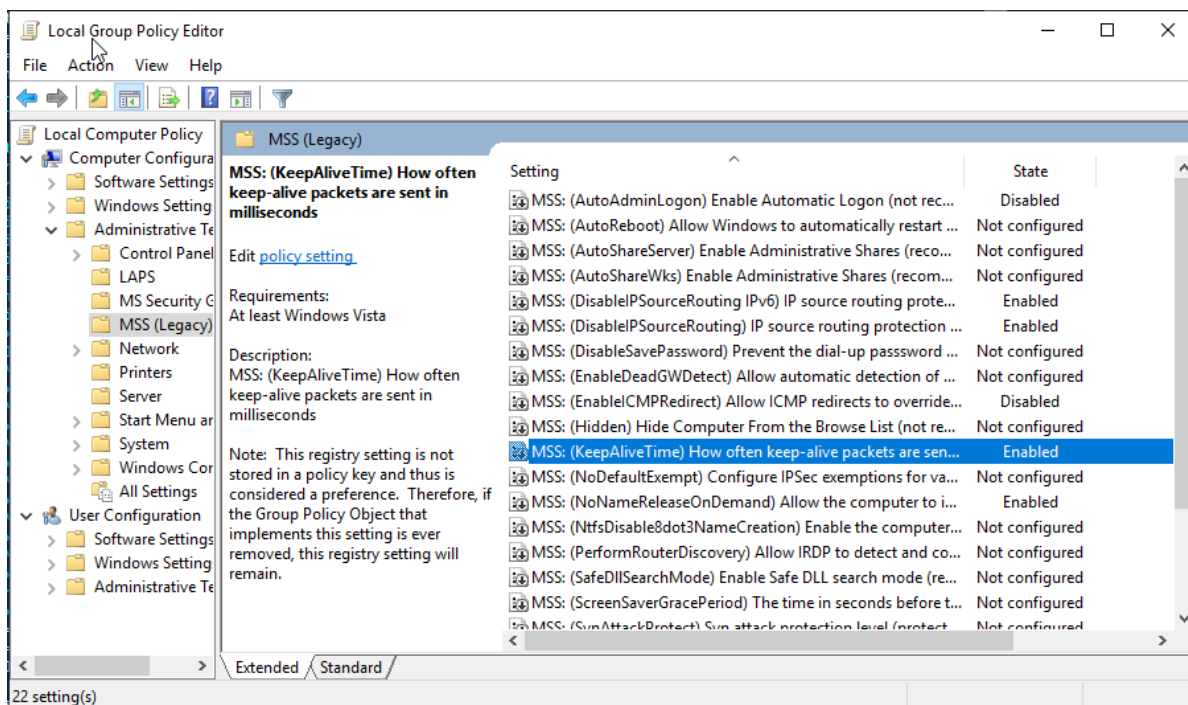 Local Group Policy Editor
File Action View Help
Local Computer Policy
Computer Configura
Software Settings
Windows Setting
Administrative Te
Control Panel
LAPS
MS Security G
MSS (Legacy)
Network
Printers
Server
Start Menu ar
System
Windows Cor
All Settings
User Configuration
Software Settings
Windows Setting
Administrative Te
MSS (Legacy)
MSS: (KeepAliveTime) How often
keep-alive packets are sent in
milliseconds
Edit policy setting
Requirements:
At least Windows Vista
Description:
MSS: (KeepAliveTime) How often
keep-alive packets are sent in
milliseconds
Note: This registry setting is not
stored in a policy key and thus is
considered a preference. Therefore, if
the Group Policy Object that
implements this setting is ever
removed, this registry setting will
remain.
Setting State
MSS: (AutoAdminLogon) Enable Automatic Logon (not rec... Disabled
MSS: (AutoReboot) Allow Windows to automatically restart ... Not configured
MSS: (AutoShareServer) Enable Administrative Shares (reco... Not configured
MSS: (AutoShareWks) Enable Administrative Shares (recom... Not configured
MSS: (DisableIPSourceRouting IPv6) IP source routing prote... Enabled
MSS: (DisableIPSourceRouting) IP source routing protection ... Enabled
MSS: (DisableSavePassword) Prevent the dial-up passsword ... Not configured
MSS: (EnableDeadGWDetect) Allow automatic detection of ... Not configured
MSS: (EnableICMPRedirect) Allow ICMP redirects to override... Disabled
MSS: (Hidden) Hide Computer From the Browse List (not re... Not configured
MSS: (KeepAliveTime) How often keep-alive packets are sen... Enabled
MSS: (NoDefaultExempt) Configure IPSec exemptions for va... Not configured
MSS: (NoNameReleaseOnDemand) Allow the computer to i... Enabled
MSS: (NtfsDisable8dot3NameCreation) Enable the computer... Not configured
MSS: (PerformRouterDiscovery) Allow IRDP to detect and co... Not configured
MSS: (SafeDllSearchMode) Enable Safe DLL search mode (re... Not configured
MSS: (ScreenSaverGracePeriod) The time in seconds before t... Not configured
MSS: (SynAttackProtect) Syn attack protection level (protect... Not configured
Extended Standard
22 setting(s)